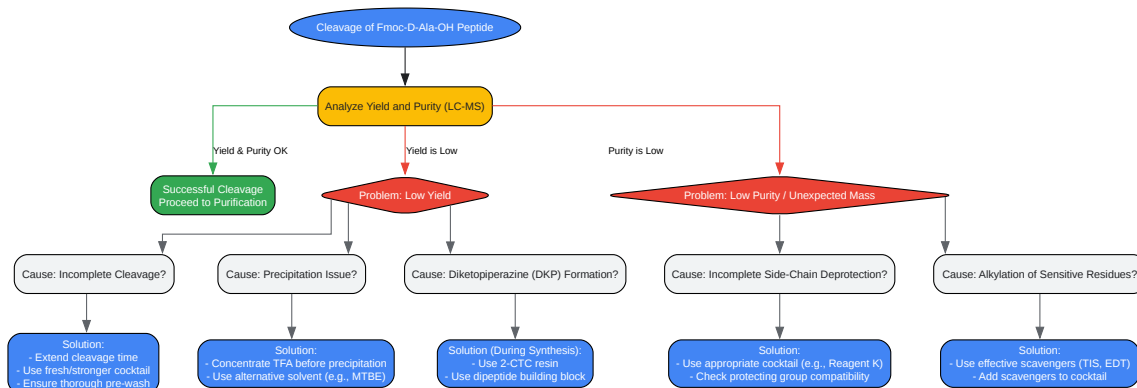 Cleavage of Fmoc-D-Ala-OH Peptide
Analyze Yield and Purity (LC-MS)
Yield & Purity OK
Yield is Low
Purity is Low
Successful Cleavage
Proceed to Purification
Problem: Low Yield
Problem: Low Purity / Unexpected Mass
Cause: Incomplete Cleavage?
Cause: Precipitation Issue?
Cause: Diketopiperazine (DKP) Formation?
Cause: Incomplete Side-Chain Deprotection?
Cause: Alkylation of Sensitive Residues?
Solution:
- Extend cleavage time
- Use fresh/stronger cocktail
- Ensure thorough pre-wash
Solution:
- Concentrate TFA before precipitation
- Use alternative solvent (e.g., MTBE)
Solution (During Synthesis):
- Use 2-CTC resin
- Use dipeptide building block
Solution:
- Use appropriate cocktail (e.g., Reagent K)
- Check protecting group compatibility
Solution:
- Use effective scavengers (TIS, EDT)
- Add scavengers to cocktail